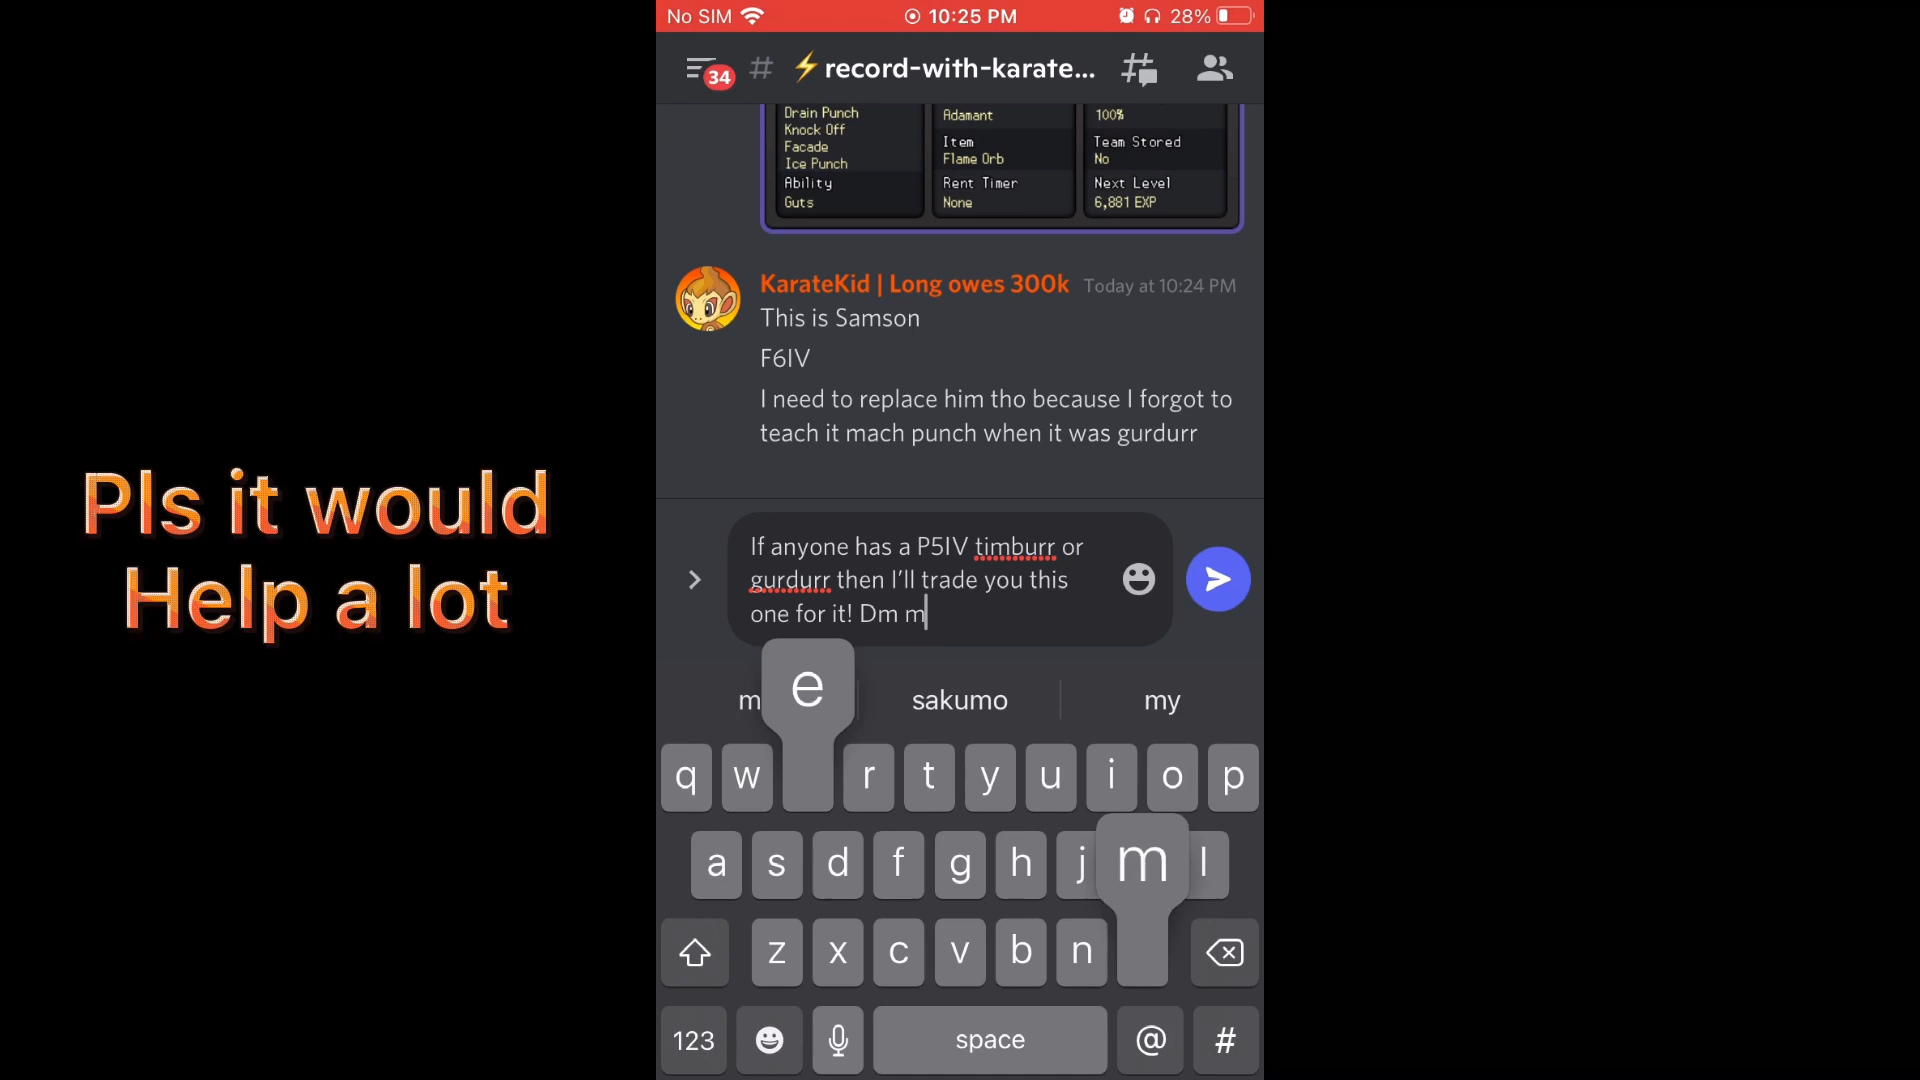 No SIM 10:25 PM 28%
34 # ⚡record-with-karate...
Drain Punch
Knock Off
Facade
Ice Punch
Ability
Guts
Adamant
Item
Flame Orb
Rent Timer
None
100%
Team Stored
No
Next Level
6,881 EXP
KarateKid | Long owes 300k Today at 10:24 PM
This is Samson
F6IV
I need to replace him tho because I forgot to
teach it mach punch when it was gurdurr
Pls it would
Help a lot
If anyone has a P5IV timburr or
gurdurr then I'll trade you this
one for it! Dm m
m e sakumo my
q w r t y u i o p
a s d f g h j m l
z x c v b n
123 space @ #